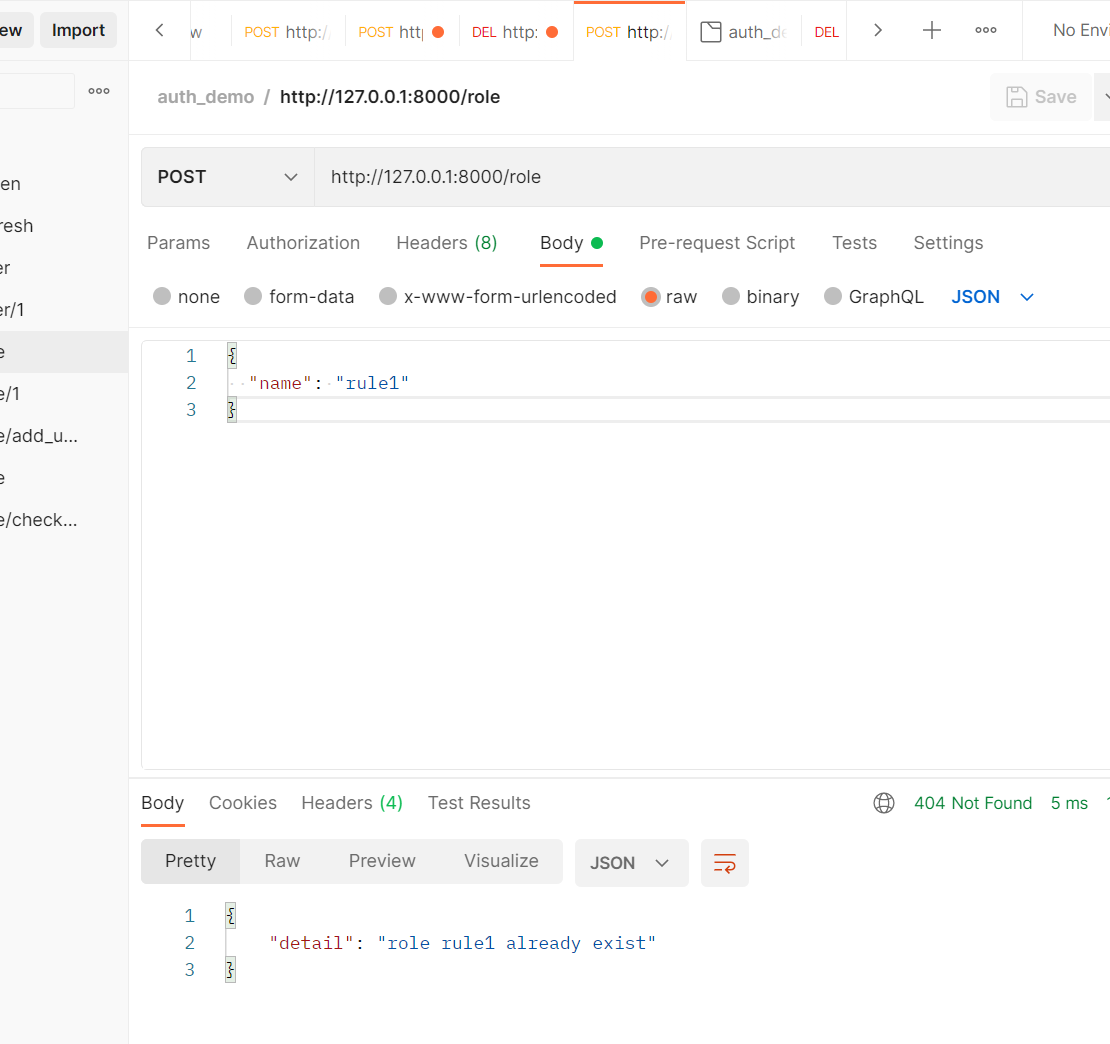 ew Import
w POST http:/ POST htt DEL http: POST http:/ auth_de DEL No Envi
auth_demo / http://127.0.0.1:8000/role
Save
POST http://127.0.0.1:8000/role
en
resh
er
er/1
e
e/1
e/add_u...
e
e/check...
Params Authorization Headers (8) Body Pre-request Script Tests Settings
none form-data x-www-form-urlencoded raw binary GraphQL JSON
1 {
2 "name": "rule1"
3 }
Body Cookies Headers (4) Test Results 404 Not Found 5 ms
Pretty Raw Preview Visualize JSON
1 {
2 "detail": "role rule1 already exist"
3 }